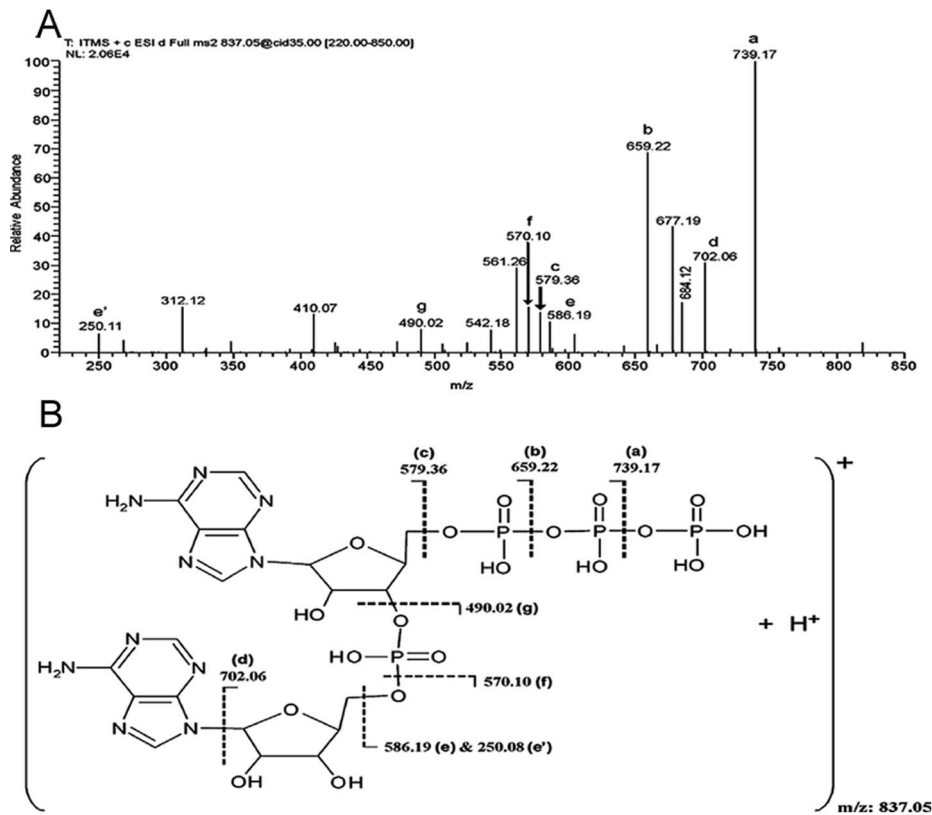 A
T: ITMS + c ESI d Full ms2 837.05@cid35.00 [220.00-850.00]
NL: 2.06E4
a
739.17
b
659.22
677.19
d
702.06
684.12
f
570.10
561.26
c
579.36
e
586.19
e'
250.11
312.12
410.07
g
490.02
542.18
Relative Abundance
100
90
80
70
60
50
40
30
20
10
0
250 300 350 400 450 500 550 600 650 700 750 800 850
m/z
B
(c)
579.36
(b)
659.22
(a)
739.17
+
H₂N
N
N
N
N
O
O
P
O
HO
O
P
O
HO
O
P
O
HO
OH
HO
490.02 (g)
O
HO
P
O
O
570.10 (f)
+ H⁺
H₂N
N
N
N
N
(d)
702.06
O
OH
OH
586.19 (e) & 250.08 (e')
m/z: 837.05